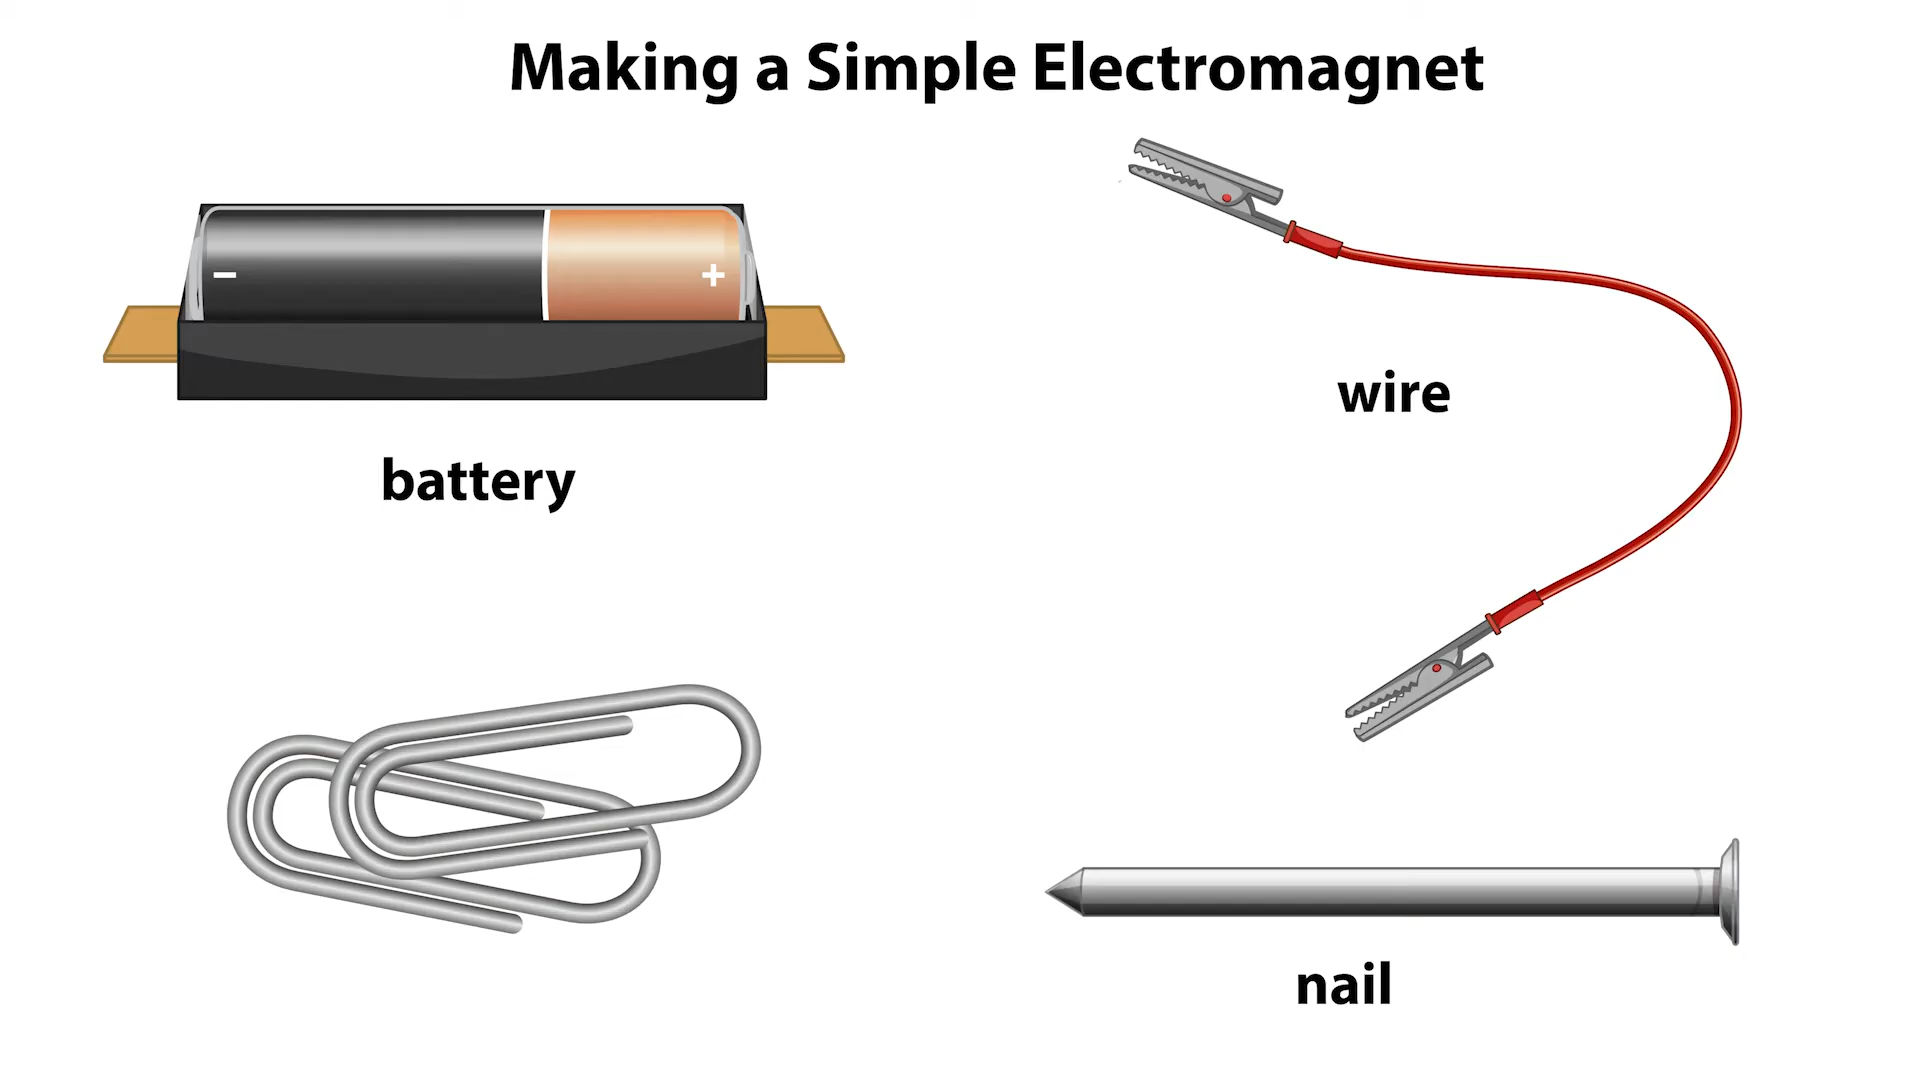 Making a Simple Electromagnet
− +
wire
battery
nail